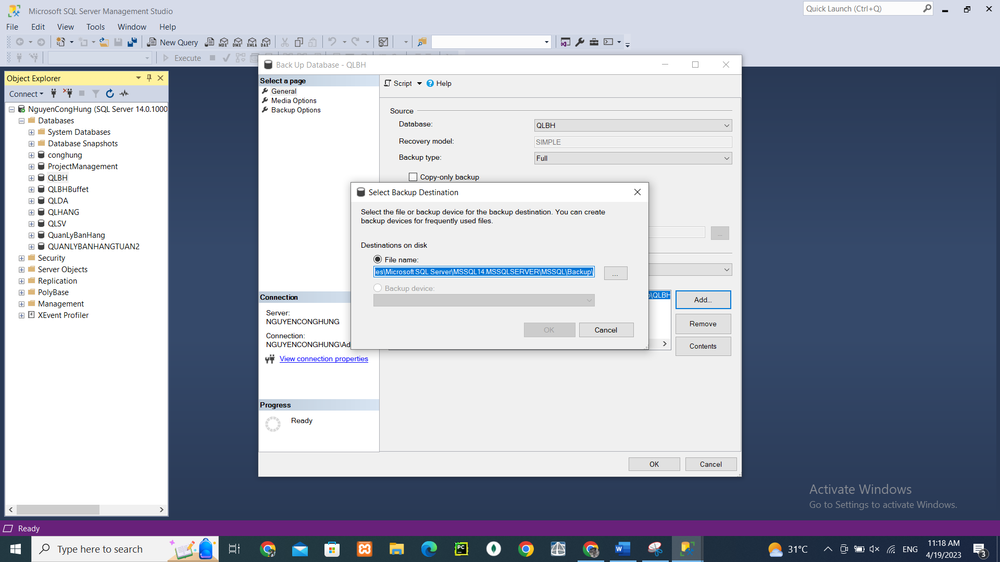 Microsoft SQL Server Management Studio
Quick Launch (Ctrl+Q)
File Edit View Tools Window Help
New Query MDX DMX XMLA DAX
Execute
Object Explorer
Connect
NguyenCongHung (SQL Server 14.0.1000
Databases
System Databases
Database Snapshots
conghung
ProjectManagement
QLBH
QLBHBuffet
QLDA
QLHANG
QLSV
QuanLyBanHang
QUANLYBANHANGTUAN2
Security
Server Objects
Replication
PolyBase
Management
XEvent Profiler
Back Up Database - QLBH
Select a page
General
Media Options
Backup Options
Script Help
Source
Database: QLBH
Recovery model: SIMPLE
Backup type: Full
Copy-only backup
...
Select Backup Destination
Select the file or backup device for the backup destination. You can create
backup devices for frequently used files.
Destinations on disk
File name:
es\Microsoft SQL Server\MSSQL14.MSSQLSERVER\MSSQL\Backup\
...
Backup device:
OK Cancel
\QLBH
Add...
Remove
Contents
Connection
Server:
NGUYENCONGHUNG
Connection:
NGUYENCONGHUNG\Ad
View connection properties
Progress
Ready
OK Cancel
Activate Windows
Go to Settings to activate Windows.
Ready
Type here to search
PC
W
31°C
ENG
11:18 AM
4/19/2023
3